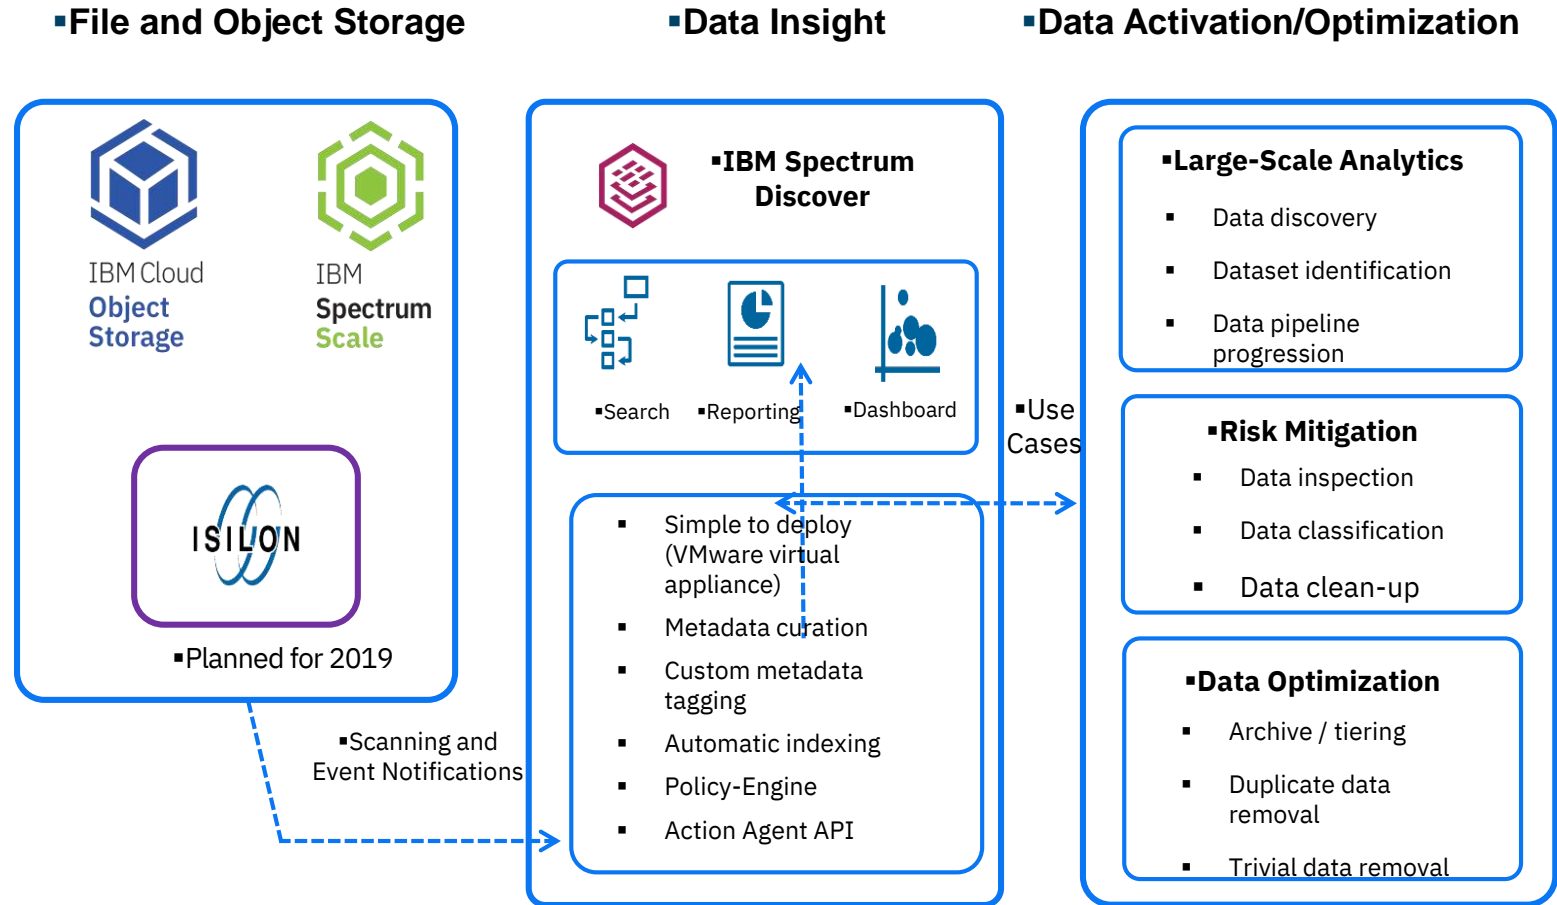 ▪File and Object Storage
▪Data Insight
▪Data Activation/Optimization
IBM Cloud
Object
Storage
IBM
Spectrum
Scale
ISILON
▪Planned for 2019
▪Scanning and
Event Notifications
▪IBM Spectrum
Discover
▪Search
▪Reporting
▪Dashboard
▪ Simple to deploy
(VMware virtual
appliance)
▪ Metadata curation
▪ Custom metadata
tagging
▪ Automatic indexing
▪ Policy-Engine
▪ Action Agent API
▪Use
Cases
▪Large-Scale Analytics
▪ Data discovery
▪ Dataset identification
▪ Data pipeline
progression
▪Risk Mitigation
▪ Data inspection
▪ Data classification
▪ Data clean-up
▪Data Optimization
▪ Archive / tiering
▪ Duplicate data
removal
▪ Trivial data removal